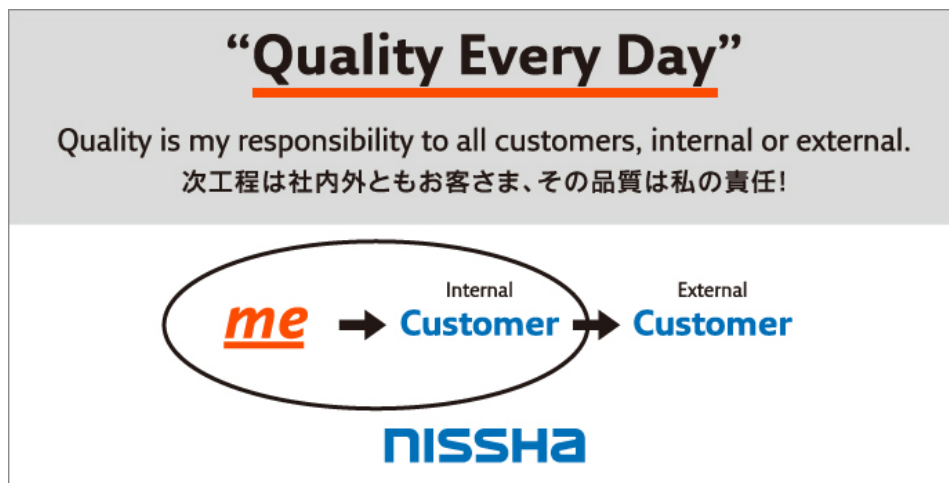 “Quality Every Day”
Quality is my responsibility to all customers, internal or external.
次工程は社内外ともお客さま、その品質は私の責任!
Internal
External
me → Customer → Customer
NISSHA